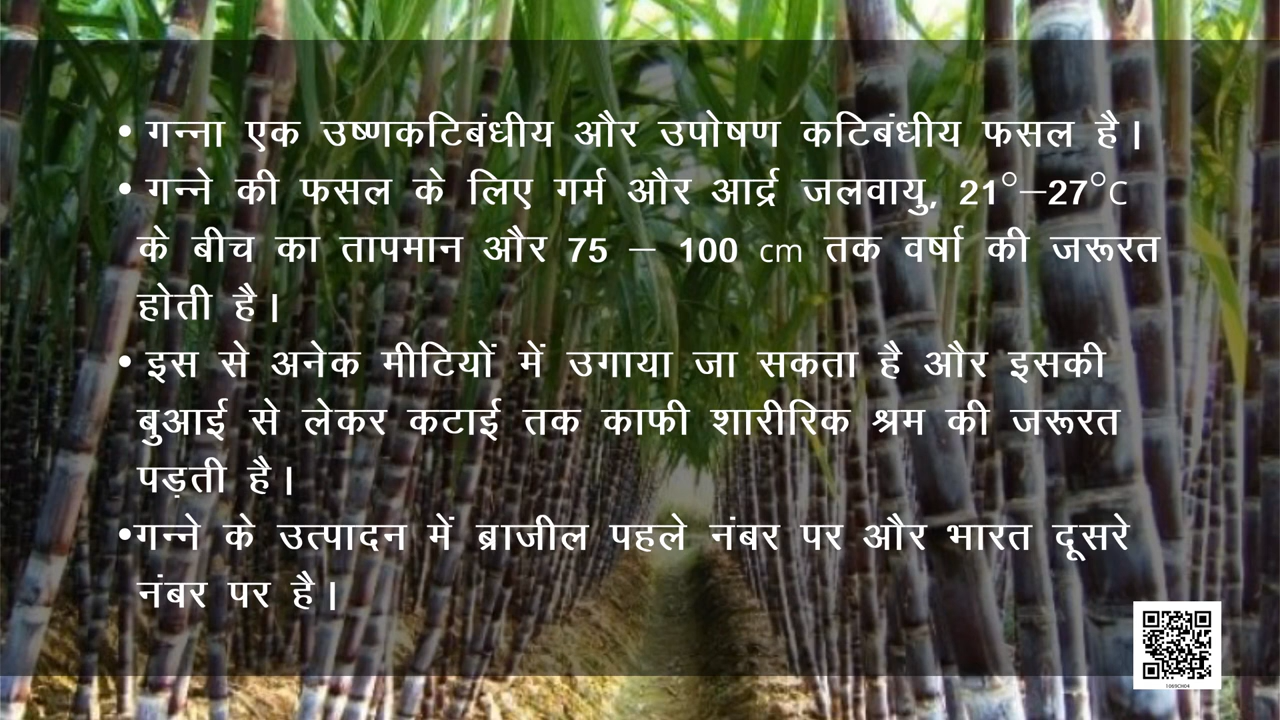 • गन्ना एक उष्णकटिबंधीय और उपोषण कटिबंधीय फसल है।
• गन्ने की फसल के लिए गर्म और आर्द्र जलवायु, 21°–27°C
के बीच का तापमान और 75 – 100 cm तक वर्षा की जरूरत
होती है।
• इस से अनेक मीटियों में उगाया जा सकता है और इसकी
बुआई से लेकर कटाई तक काफी शारीरिक श्रम की जरूरत
पड़ती है।
•गन्ने के उत्पादन में ब्राजील पहले नंबर पर और भारत दूसरे
नंबर पर है।
1069CH04